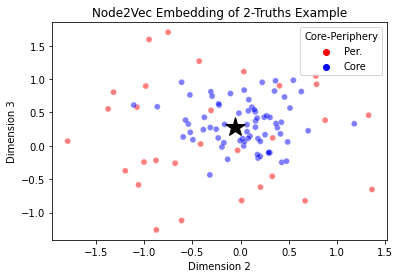 Node2Vec Embedding of 2-Truths Example
Core-Periphery
Per.
Core
Dimension 3
1.5
1.0
0.5
0.0
−0.5
−1.0
−1.5 −1.0 −0.5 0.0 0.5 1.0 1.5
Dimension 2